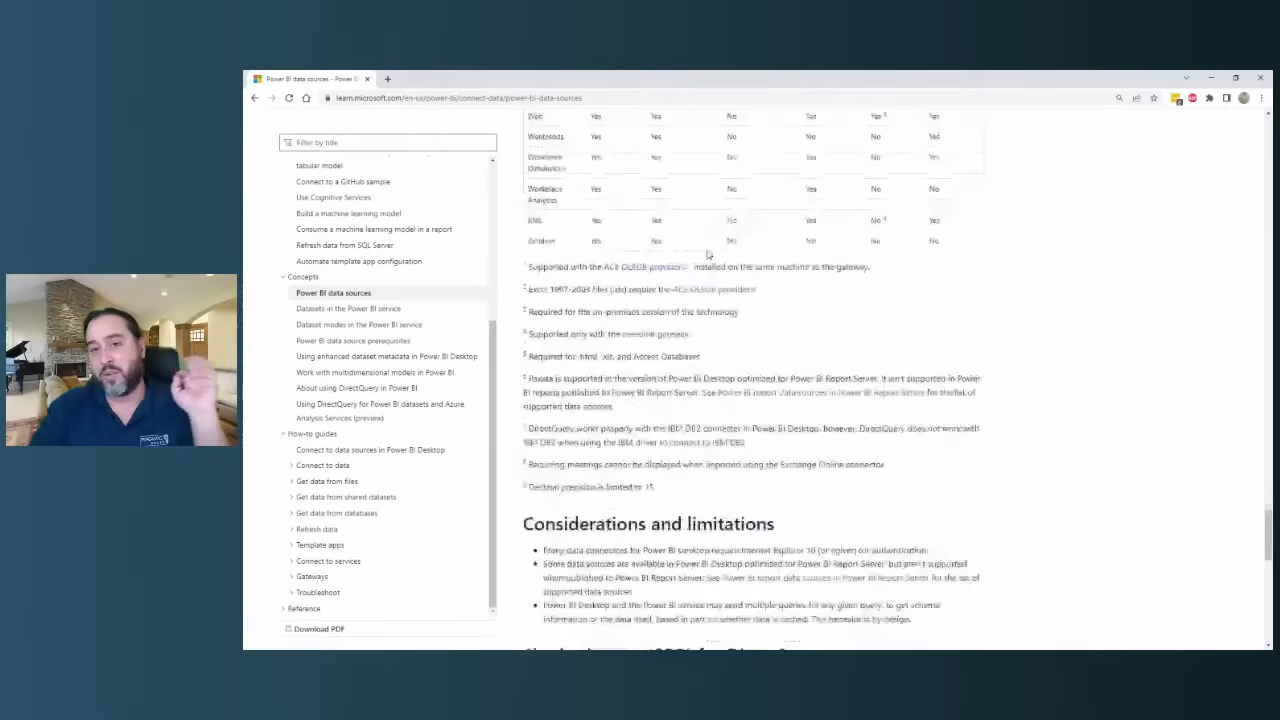 Power BI data sources - Power B
learn.microsoft.com/en-us/power-bi/connect-data/power-bi-data-sources
Filter by title
tabular model
Connect to a GitHub sample
Use Cognitive Services
Build a machine learning model
Consume a machine learning model in a report
Refresh data from SQL Server
Automate template app configuration
Concepts
Power BI data sources
Datasets in the Power BI service
Dataset modes in the Power BI service
Power BI data source prerequisites
Using enhanced dataset metadata in Power BI Desktop
Work with multidimensional models in Power BI
About using DirectQuery in Power BI
Using DirectQuery for Power BI datasets and Azure
Analysis Services (preview)
How-to guides
Connect to data sources in Power BI Desktop
Connect to data
Get data from files
Get data from shared datasets
Get data from databases
Refresh data
Template apps
Connect to services
Gateways
Troubleshoot
Reference
Download PDF
Web Yes Yes No Yes Yes Yes
Yes Yes No No No Yes
Yes Yes No No No Yes
Workplace Yes Yes No Yes No No
Analytics
XML Yes Yes No Yes No Yes
Zendesk Yes Yes No No No No
Supported with the ACE OLEDB provider installed on the same machine as the gateway.
Excel 1997-2003 files (.xls) require the
Required for the on-premises version of the technology
Supported only with the gateway.
Required for .html, .xls, and Access Databases
Paxata is supported in the version of Power BI Desktop optimized for Power BI Report Server. It isn't supported in Power
BI reports published to Power BI Report Server. See Power BI report data sources in Power BI Report Server for the list of
supported data sources.
DirectQuery works properly with the IBM DB2 connector in Power BI Desktop however, DirectQuery does not work with
IBM DB2 when using the IBM driver to connect to IBM DB2
Recurring meetings cannot be displayed when imported using the Exchange Online connector
Decimal precision is limited to 15.
Considerations and limitations
Many data connectors for Power BI Desktop require Internet Explorer 10 (or newer) for authentication.
Some data sources are available in Power BI Desktop optimized for Power BI Report Server, but aren't supported
when published to Power BI Report Server. See Power BI report data sources in Power BI Report Server for the list of
supported data sources
Power BI Desktop and the Power BI service may send multiple queries for any given query, to get schema
information or the data itself, based in part on whether data is cached. This behavior is by design.